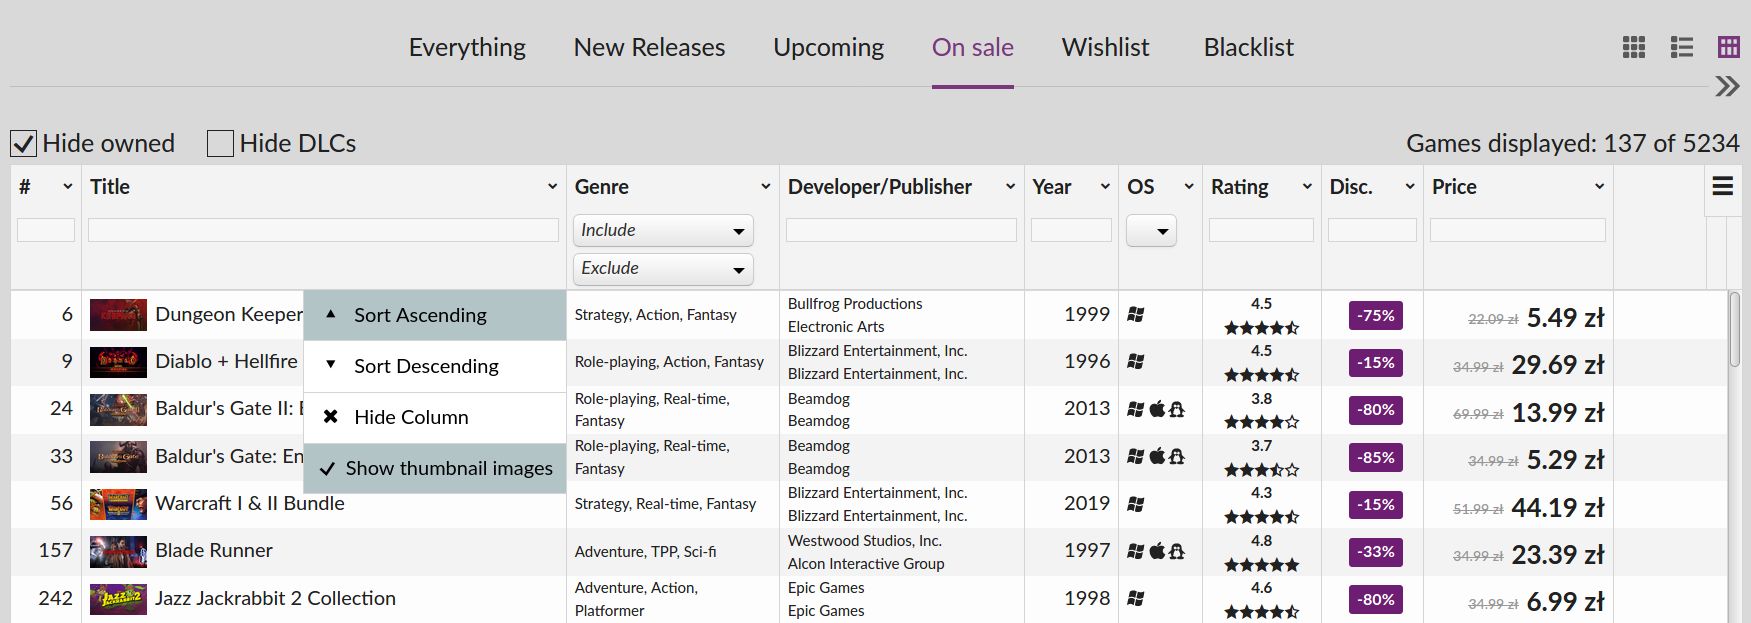 Everything New Releases Upcoming On sale Wishlist Blacklist
Hide owned Hide DLCs Games displayed: 137 of 5234
# Title Genre Developer/Publisher Year OS Rating Disc. Price
Include
Exclude
6 Dungeon Keeper Strategy, Action, Fantasy Bullfrog Productions 1999 4.5 -75% 22.09 zł 5.49 zł
Electronic Arts
Sort Ascending
9 Diablo + Hellfire Role-playing, Action, Fantasy Blizzard Entertainment, Inc. 1996 4.5 -15% 34.99 zł 29.69 zł
Blizzard Entertainment, Inc.
Sort Descending
24 Baldur's Gate II: Role-playing, Real-time, Beamdog 2013 3.8 -80% 69.99 zł 13.99 zł
Fantasy Beamdog
Hide Column
33 Baldur's Gate: En Role-playing, Real-time, Beamdog 2013 3.7 -85% 34.99 zł 5.29 zł
Fantasy Beamdog
Show thumbnail images
56 Warcraft I & II Bundle Strategy, Real-time, Fantasy Blizzard Entertainment, Inc. 2019 4.3 -15% 51.99 zł 44.19 zł
Blizzard Entertainment, Inc.
157 Blade Runner Adventure, TPP, Sci-fi Westwood Studios, Inc. 1997 4.8 -33% 34.99 zł 23.39 zł
Alcon Interactive Group
242 Jazz Jackrabbit 2 Collection Adventure, Action, Epic Games 1998 4.6 -80% 34.99 zł 6.99 zł
Platformer Epic Games